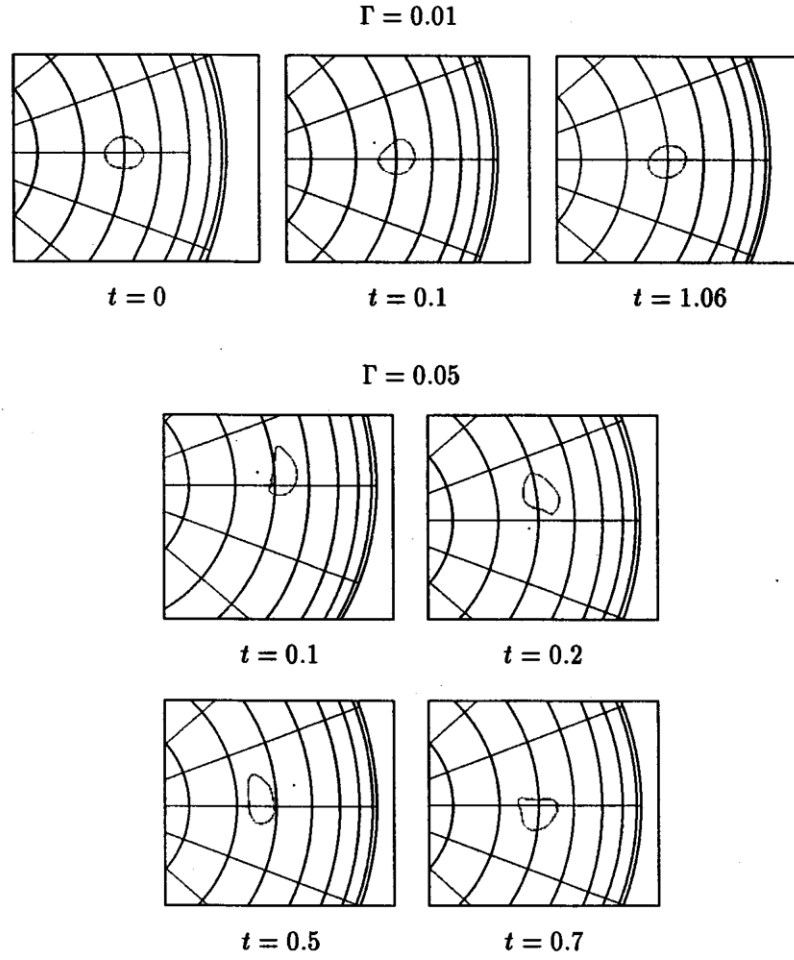 Γ = 0.01
t = 0
t = 0.1
t = 1.06
Γ = 0.05
t = 0.1
t = 0.2
t = 0.5
t = 0.7